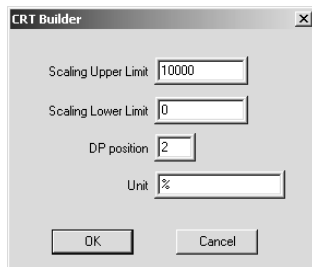 CRT Builder
Scaling Upper Limit 10000
Scaling Lower Limit 0
DP position 2
Unit %
OK Cancel